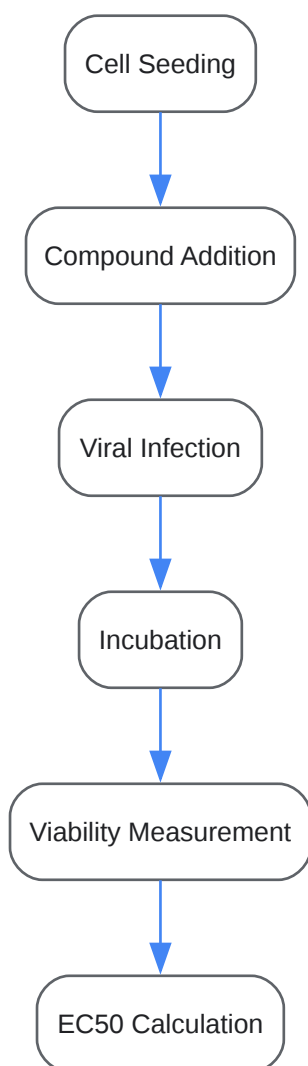 Cell Seeding
Compound Addition
Viral Infection
Incubation
Viability Measurement
EC50 Calculation